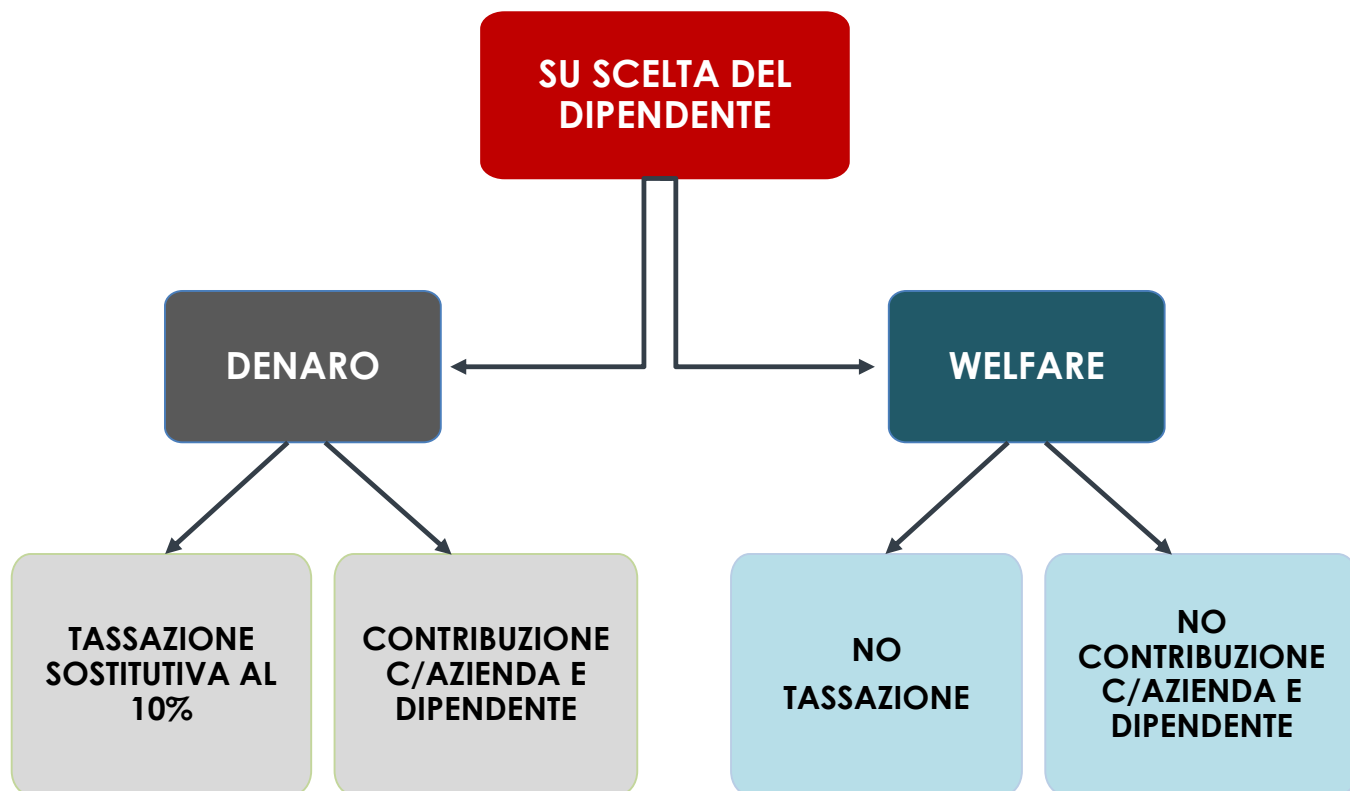 SU SCELTA DEL
DIPENDENTE
DENARO
WELFARE
TASSAZIONE
SOSTITUTIVA AL
10%
CONTRIBUZIONE
C/AZIENDA E
DIPENDENTE
NO
TASSAZIONE
NO
CONTRIBUZIONE
C/AZIENDA E
DIPENDENTE